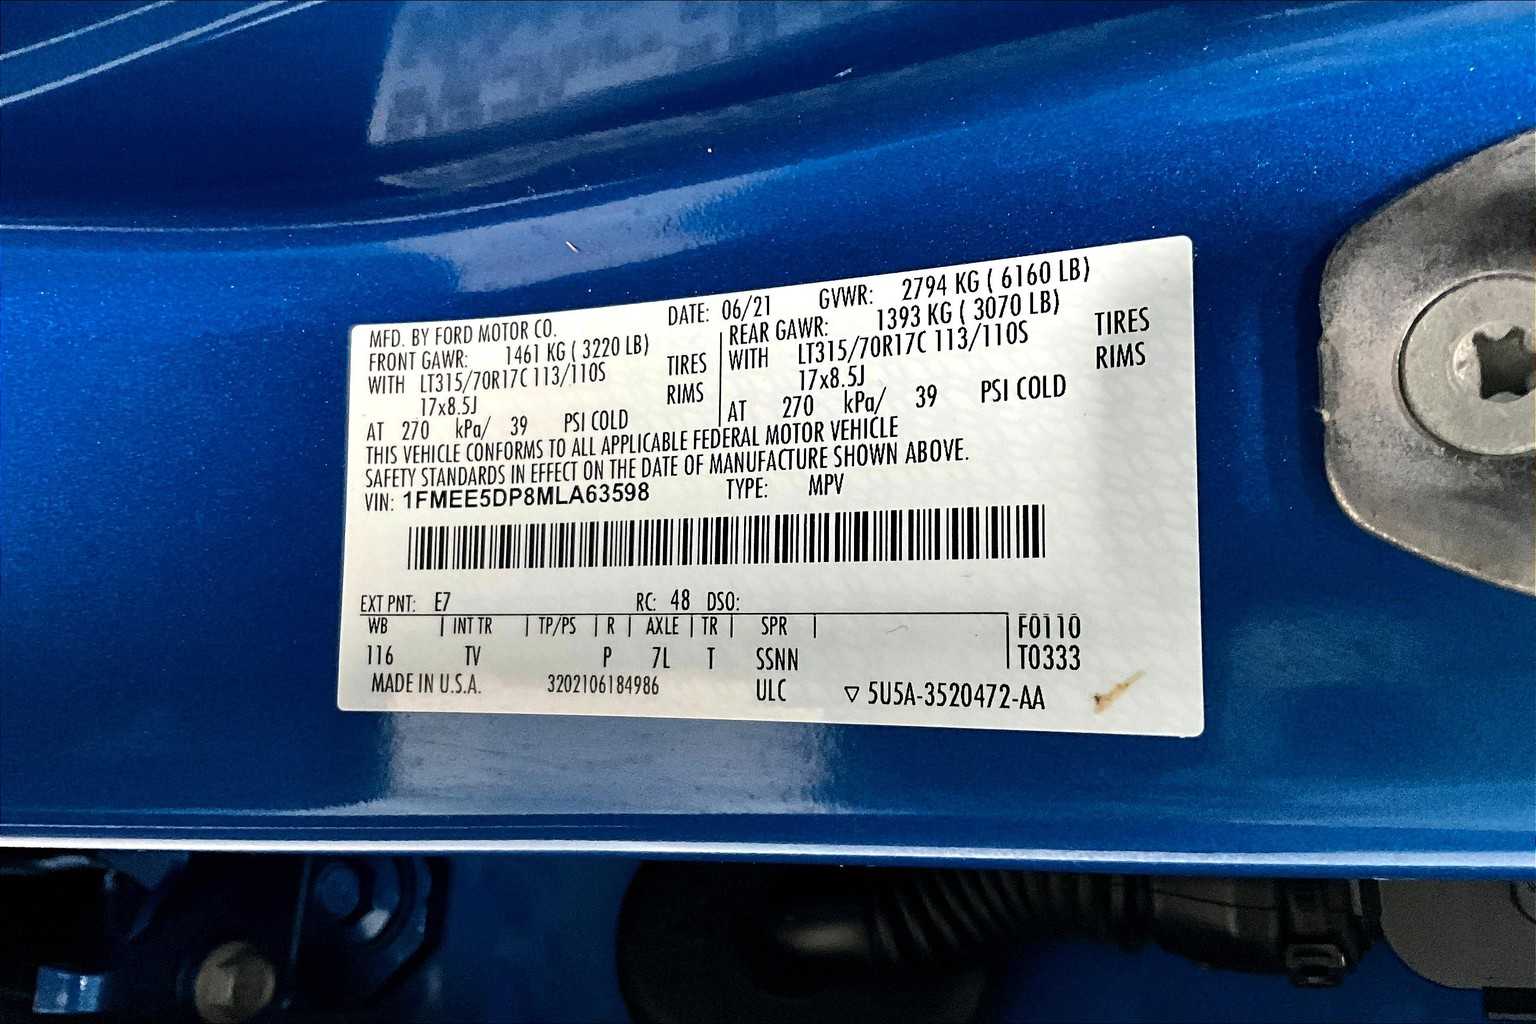 MFD. BY FORD MOTOR CO. DATE: 06/21 GVWR: 2794 KG ( 6160 LB)
FRONT GAWR: 1461 KG ( 3220 LB)
WITH LT315/70R17C 113/110S TIRES
17x8.5J RIMS
AT 270 kPa/ 39 PSI COLD
REAR GAWR: 1393 KG ( 3070 LB)
WITH LT315/70R17C 113/110S TIRES
17x8.5J RIMS
AT 270 kPa/ 39 PSI COLD
THIS VEHICLE CONFORMS TO ALL APPLICABLE FEDERAL MOTOR VEHICLE
SAFETY STANDARDS IN EFFECT ON THE DATE OF MANUFACTURE SHOWN ABOVE.
VIN: 1FMEE5DP8MLA63598 TYPE: MPV
EXT PNT: E7 RC: 48 DSO:
WB | INT TR | TP/PS | R | AXLE | TR | SPR | F0110
116 TV P 7L T SSNN T0333
MADE IN U.S.A. 3202106184986 ULC ▽ 5U5A-3520472-AA